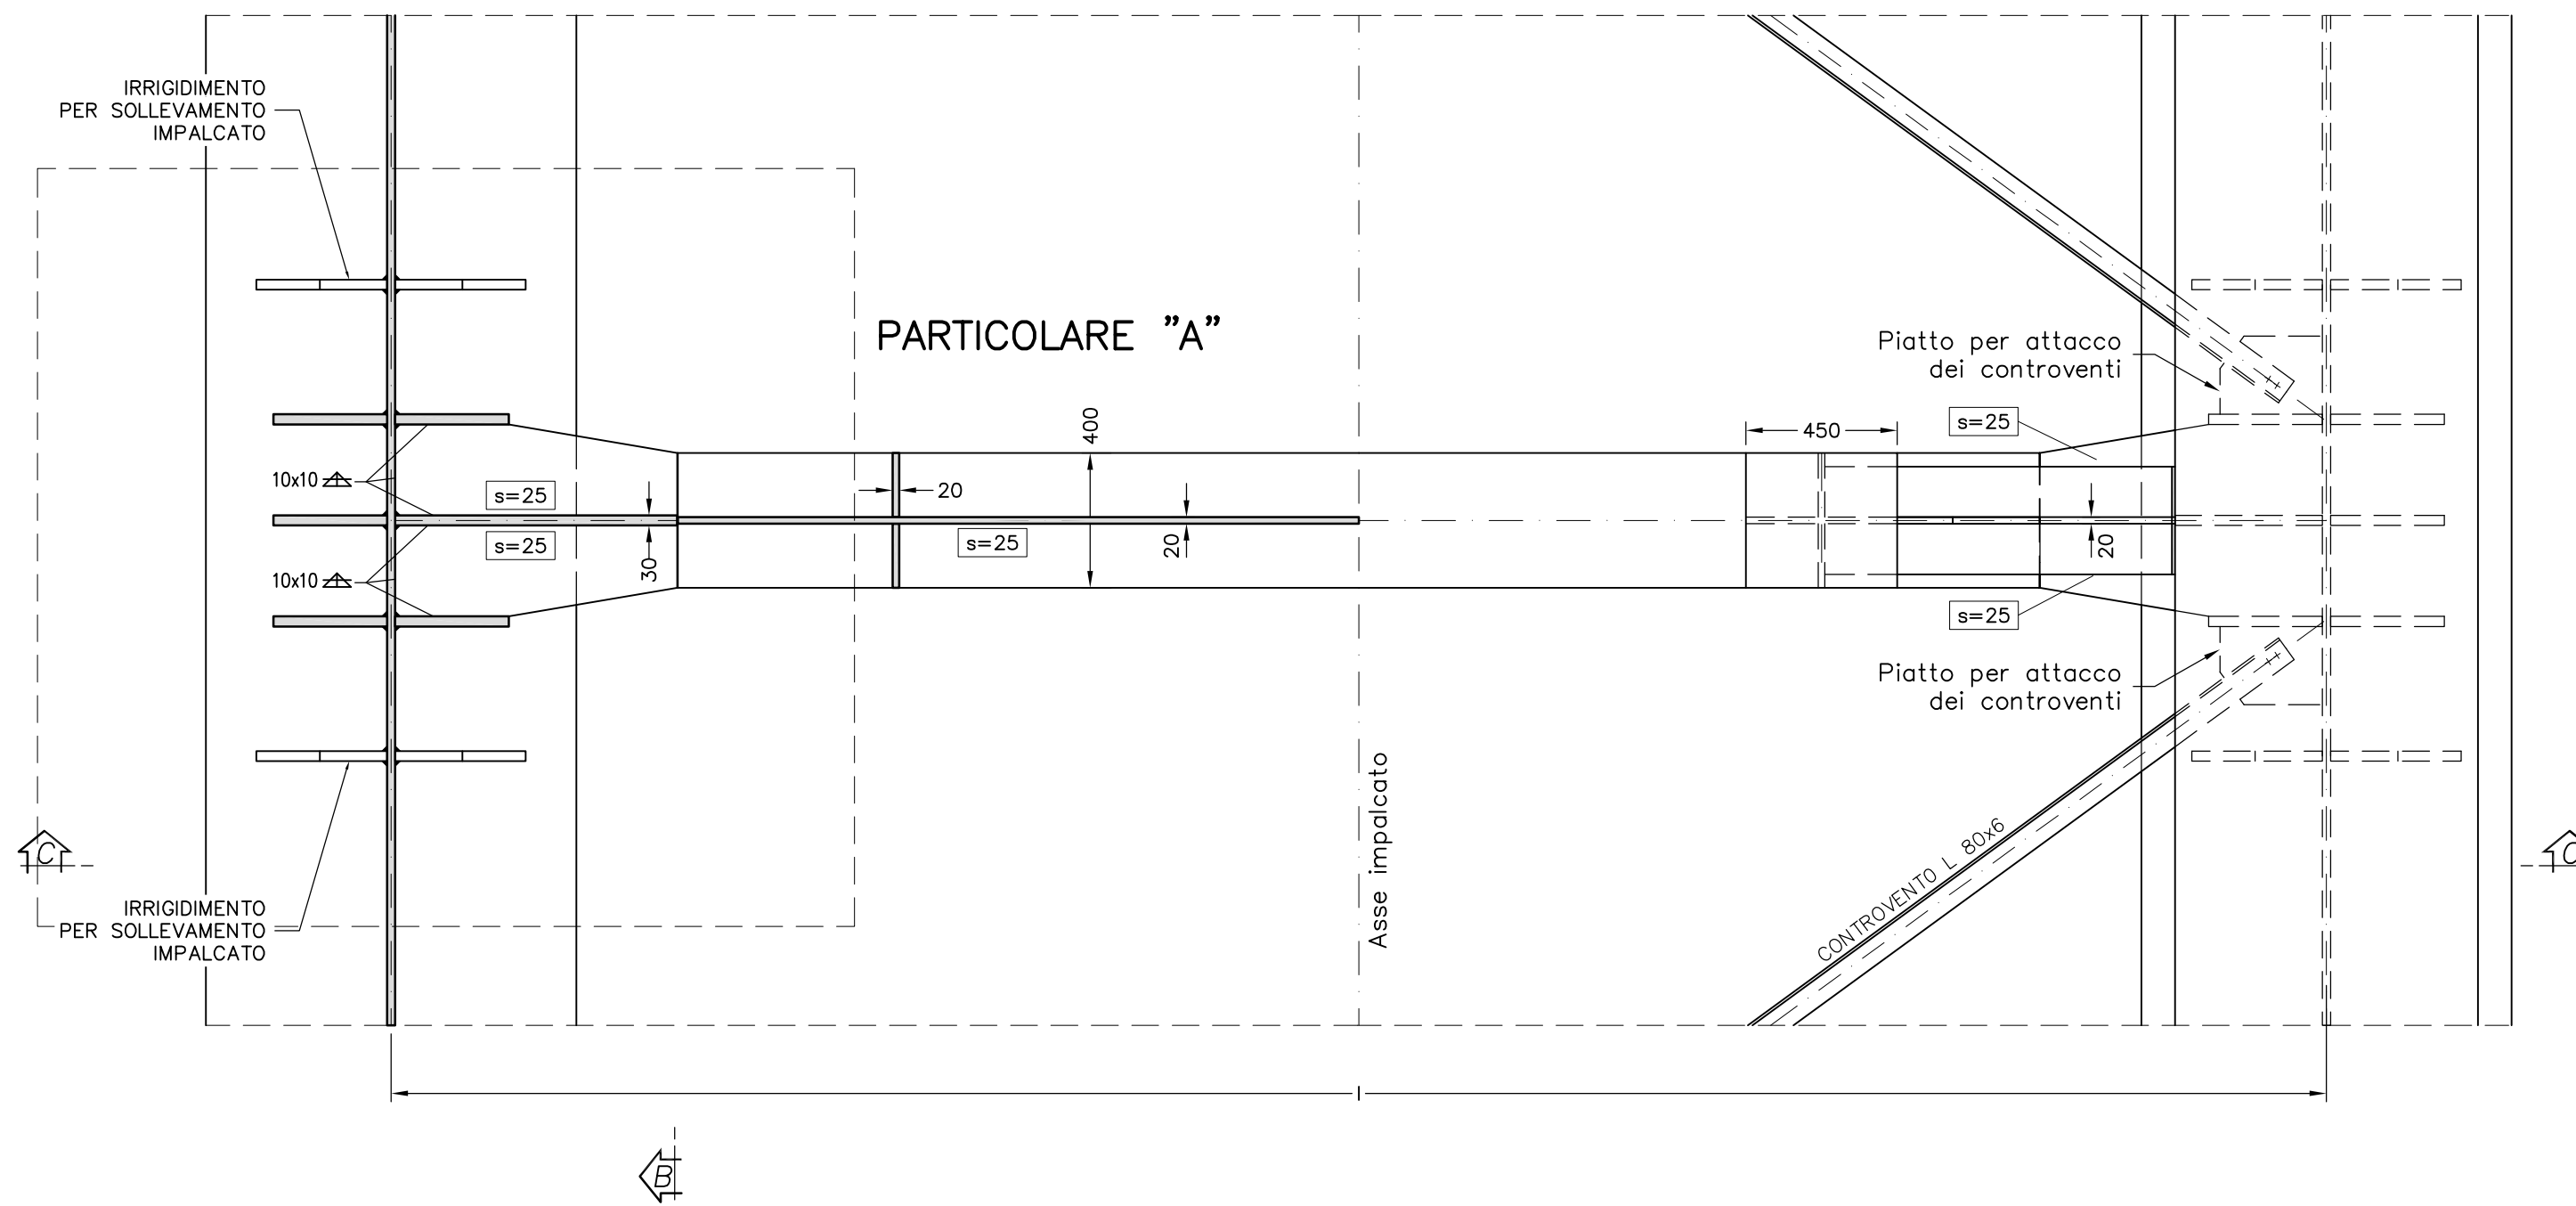 IRRIGIDIMENTO
PER SOLLEVAMENTO
IMPALCATO
PARTICOLARE ”A”
Piatto per attacco
dei controventi
400
450
s=25
10x10
s=25
20
s=25
s=25
30
20
20
10x10
s=25
Piatto per attacco
dei controventi
Asse impalcato
CONTROVENTO L 80x6
C
C
IRRIGIDIMENTO
PER SOLLEVAMENTO
IMPALCATO
B